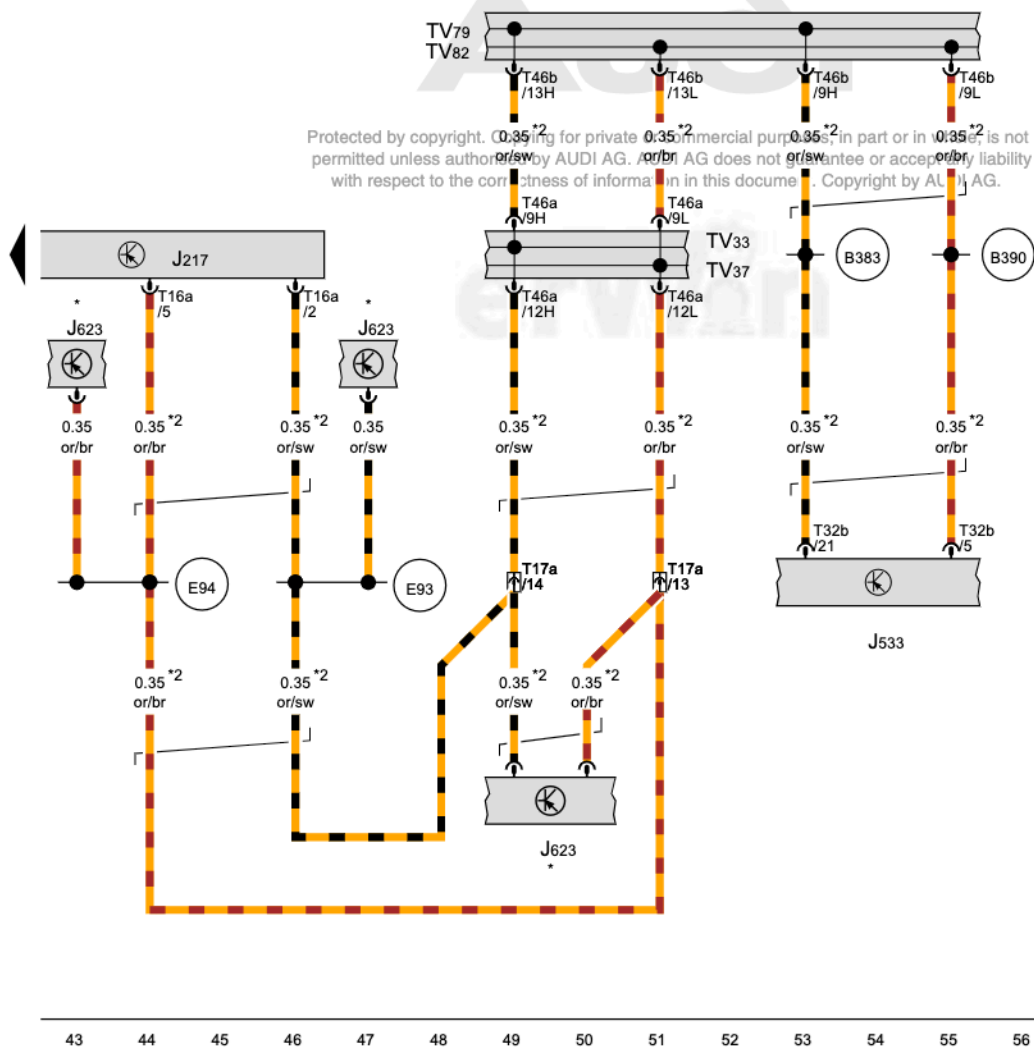 AUDI
TV79
TV82
T46b
/13H
T46b
/13L
T46b
/9H
T46b
/9L
0.35 *2
or/sw
0.35 *2
or/br
0.35 *2
or/sw
0.35 *2
or/br
Protected by copyright. Copying for private or commercial purposes, in part or in whole, is not
permitted unless authorised by AUDI AG. AUDI AG does not guarantee or accept any liability
with respect to the correctness of information in this document. Copyright by AUDI AG.
T46a
/9H
T46a
/9L
J217
TV33
TV37
B383
B390
T16a
/5
T16a
/2
T46a
/12H
T46a
/12L
*
J623
*
J623
0.35
or/br
0.35 *2
or/br
0.35 *2
or/sw
0.35
or/sw
0.35 *2
or/sw
0.35 *2
or/br
0.35 *2
or/sw
0.35 *2
or/br
T32b
/21
T32b
/5
E94
E93
T17a
/14
T17a
/13
J533
0.35 *2
or/br
0.35 *2
or/sw
0.35 *2
or/sw
0.35 *2
or/br
J623
*
43 44 45 46 47 48 49 50 51 52 53 54 55 56